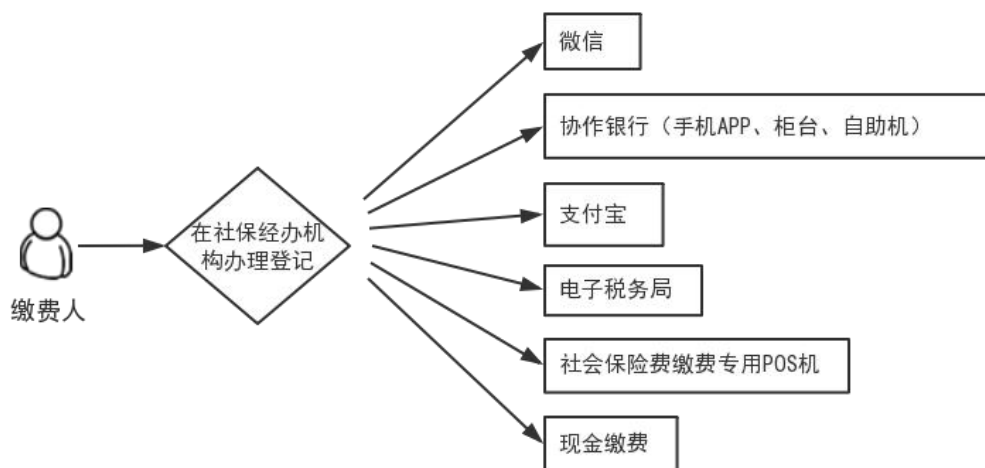 微信
协作银行（手机APP、柜台、自助机）
支付宝
在社保经办机
构办理登记
电子税务局
缴费人
社会保险费缴费专用POS机
现金缴费